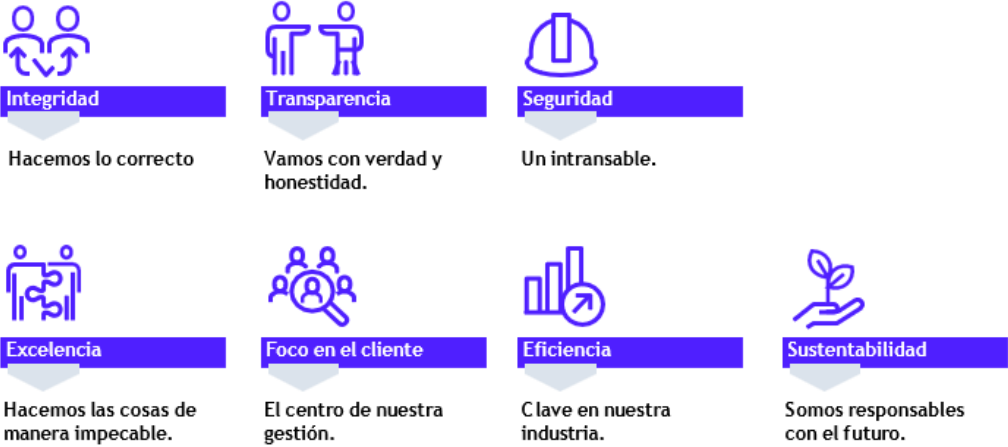 Integridad
Transparencia
Seguridad
Hacemos lo correcto
Vamos con verdad y
honestidad.
Un intransable.
Excelencia
Foco en el cliente
Eficiencia
Sustentabilidad
Hacemos las cosas de
manera impecable.
El centro de nuestra
gestión.
Clave en nuestra
industria.
Somos responsables
con el futuro.